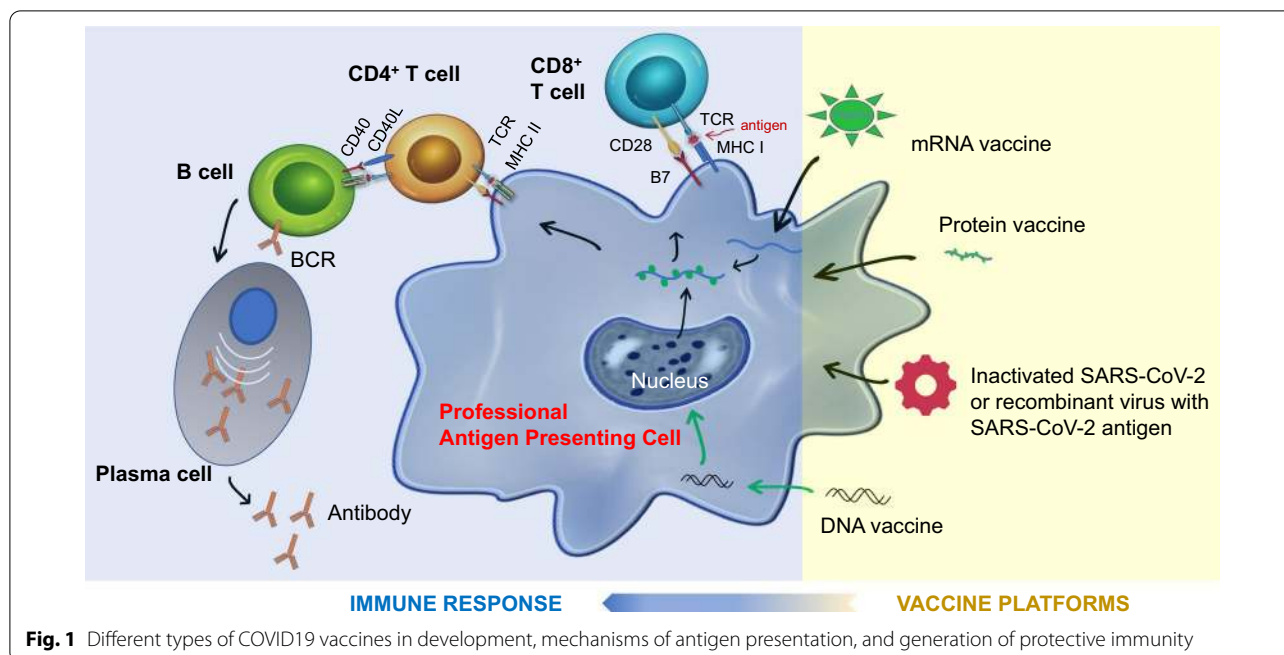 CD4⁺ T cell
CD8⁺
T cell
CD40
CD40L
TCR
MHC II
CD28
B7
TCR
antigen
MHC I
mRNA vaccine
B cell
BCR
Protein vaccine
Nucleus
Professional
Antigen Presenting Cell
Inactivated SARS-CoV-2
or recombinant virus with
SARS-CoV-2 antigen
Plasma cell
Antibody
DNA vaccine
IMMUNE RESPONSE
VACCINE PLATFORMS
Fig. 1 Different types of COVID19 vaccines in development, mechanisms of antigen presentation, and generation of protective immunity